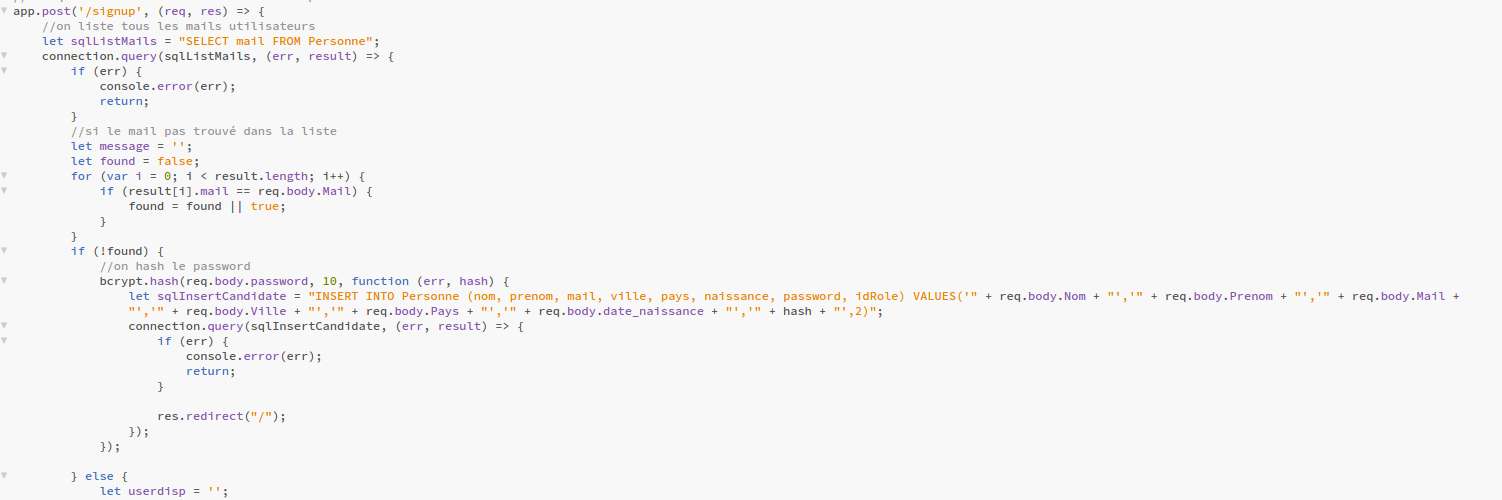 app.post('/signup', (req, res) => {
//on liste tous les mails utilisateurs
let sqlListMails = "SELECT mail FROM Personne";
connection.query(sqlListMails, (err, result) => {
if (err) {
console.error(err);
return;
}
//si le mail pas trouvé dans la liste
let message = '';
let found = false;
for (var i = 0; i < result.length; i++) {
if (result[i].mail == req.body.Mail) {
found = found || true;
}
}
if (!found) {
//on hash le password
bcrypt.hash(req.body.password, 10, function (err, hash) {
let sqlInsertCandidate = "INSERT INTO Personne (nom, prenom, mail, ville, pays, naissance, password, idRole) VALUES('" + req.body.Nom + "','" + req.body.Prenom + "','" + req.body.Mail +
"','" + req.body.Ville + "','" + req.body.Pays + "','" + req.body.date_naissance + "','" + hash + "',2)";
connection.query(sqlInsertCandidate, (err, result) => {
if (err) {
console.error(err);
return;
}
res.redirect("/");
});
});
} else {
let userdisp = '';